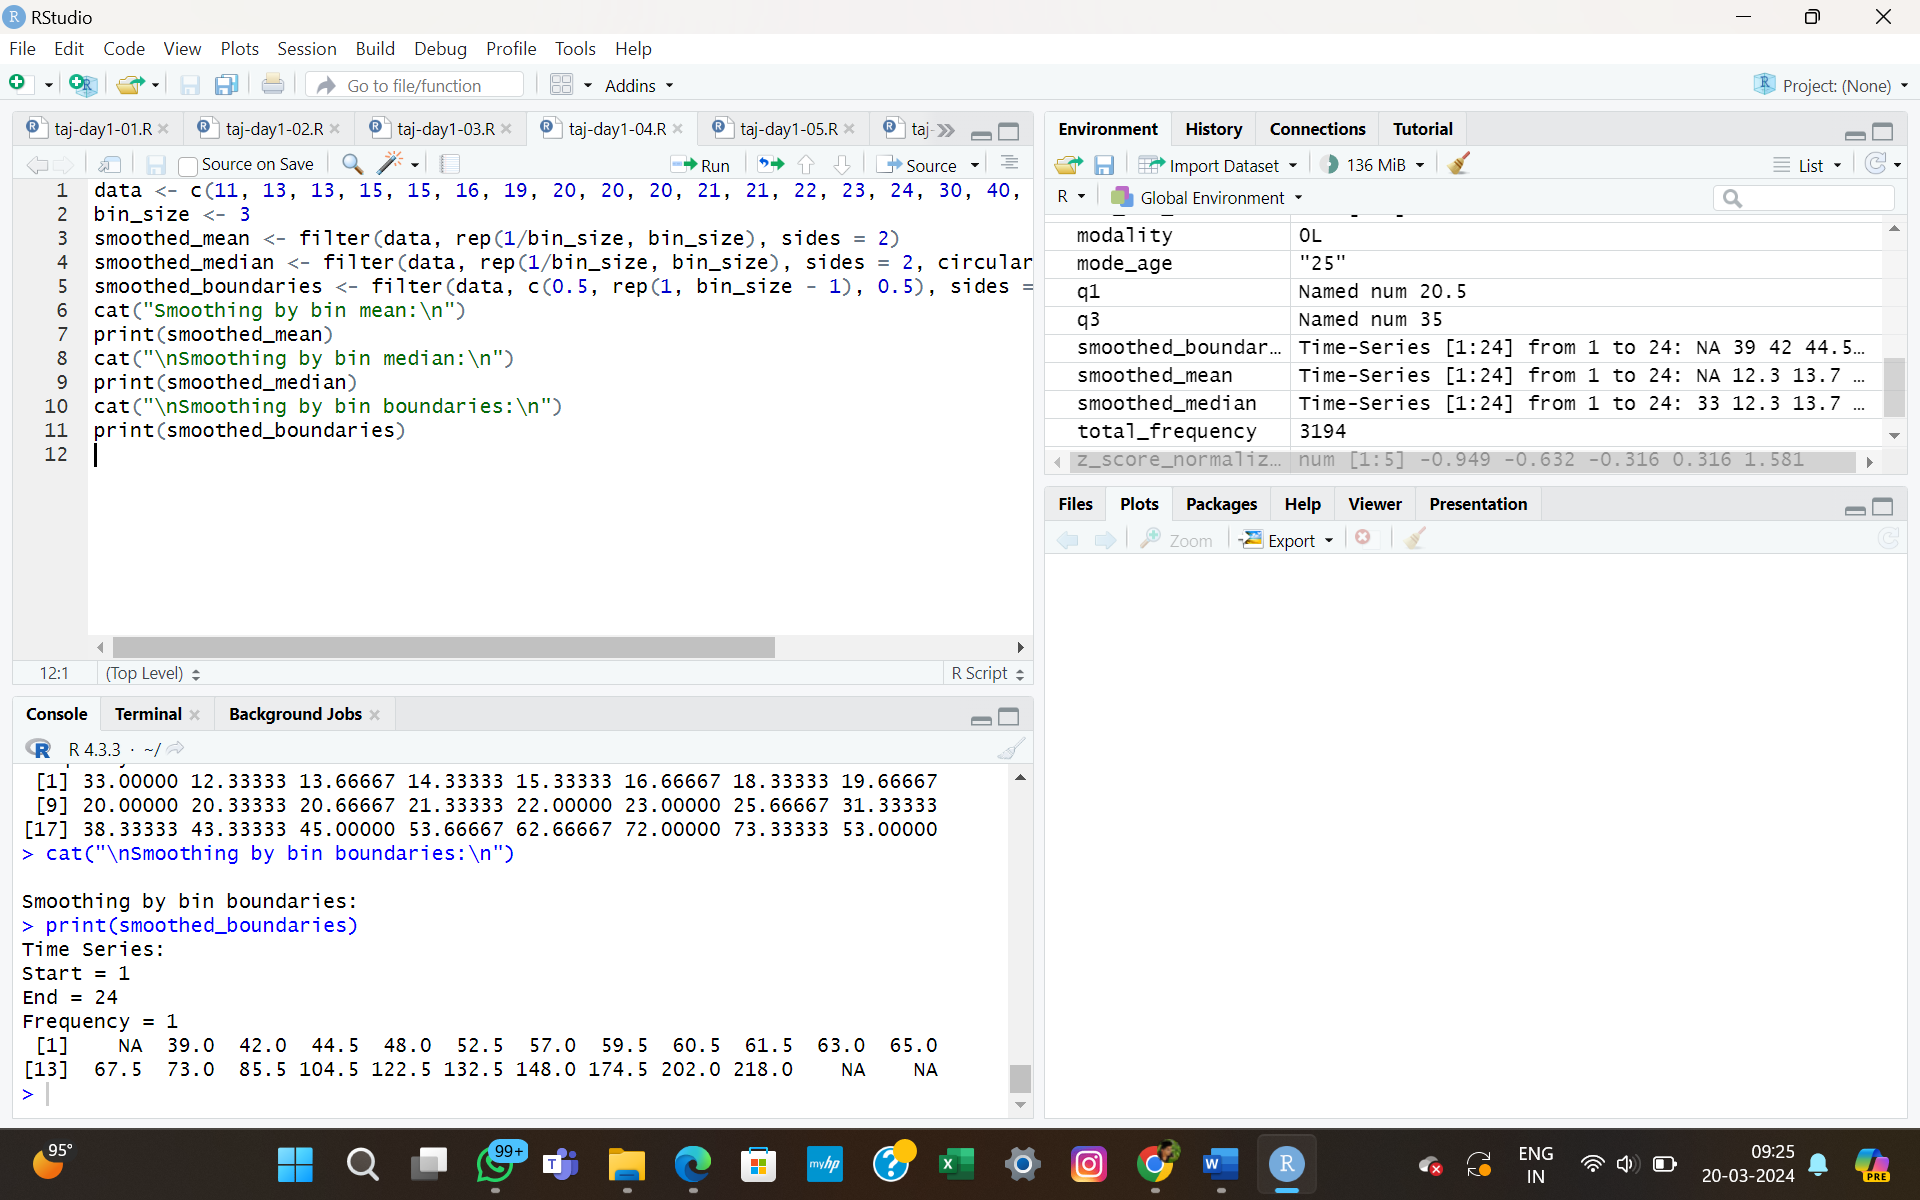 RStudio
File Edit Code View Plots Session Build Debug Profile Tools Help
Go to file/function Addins Project: (None)
taj-day1-01.R taj-day1-02.R taj-day1-03.R taj-day1-04.R taj-day1-05.R taj-
Source on Save Run Source
1 data <- c(11, 13, 13, 15, 15, 16, 19, 20, 20, 20, 21, 21, 22, 23, 24, 30, 40,
2 bin_size <- 3
3 smoothed_mean <- filter(data, rep(1/bin_size, bin_size), sides = 2)
4 smoothed_median <- filter(data, rep(1/bin_size, bin_size), sides = 2, circular
5 smoothed_boundaries <- filter(data, c(0.5, rep(1, bin_size - 1), 0.5), sides =
6 cat("Smoothing by bin mean:\n")
7 print(smoothed_mean)
8 cat("\nSmoothing by bin median:\n")
9 print(smoothed_median)
10 cat("\nSmoothing by bin boundaries:\n")
11 print(smoothed_boundaries)
12
12:1 (Top Level) R Script
Console Terminal Background Jobs
R 4.3.3 · ~/
[1] 33.00000 12.33333 13.66667 14.33333 15.33333 16.66667 18.33333 19.66667
[9] 20.00000 20.33333 20.66667 21.33333 22.00000 23.00000 25.66667 31.33333
[17] 38.33333 43.33333 45.00000 53.66667 62.66667 72.00000 73.33333 53.00000
> cat("\nSmoothing by bin boundaries:\n")
Smoothing by bin boundaries:
> print(smoothed_boundaries)
Time Series:
Start = 1
End = 24
Frequency = 1
[1] NA 39.0 42.0 44.5 48.0 52.5 57.0 59.5 60.5 61.5 63.0 65.0
[13] 67.5 73.0 85.5 104.5 122.5 132.5 148.0 174.5 202.0 218.0 NA NA
>
Environment History Connections Tutorial
Import Dataset 136 MiB List
R Global Environment
modality 0L
mode_age "25"
q1 Named num 20.5
q3 Named num 35
smoothed_boundar… Time-Series [1:24] from 1 to 24: NA 39 42 44.5…
smoothed_mean Time-Series [1:24] from 1 to 24: NA 12.3 13.7 …
smoothed_median Time-Series [1:24] from 1 to 24: 33 12.3 13.7 …
total_frequency 3194
z_score_normaliz… num [1:5] -0.949 -0.632 -0.316 0.316 1.581
Files Plots Packages Help Viewer Presentation
Zoom Export
95° 99+ myhp ENG IN 09:25 20-03-2024 PRE